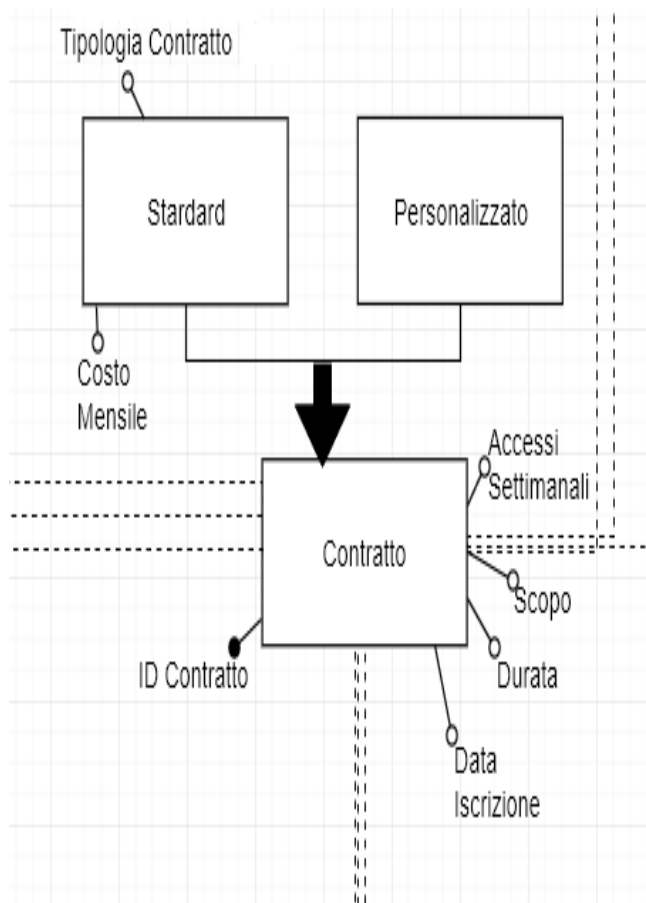 Tipologia Contratto
Stardard
Personalizzato
Costo
Mensile
Accessi
Settimanali
Contratto
Scopo
ID Contratto
Durata
Data
Iscrizione